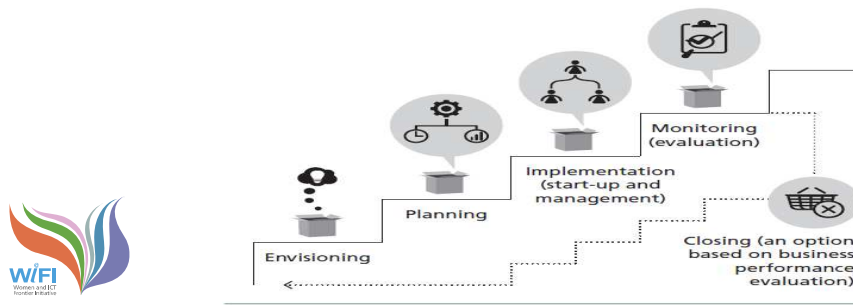 Monitoring
(evaluation)
Implementation
(start-up and
management)
Planning
Envisioning
Closing (an option
based on business
performance
evaluation)
WiFI
Women and ICT
Frontier Initiative